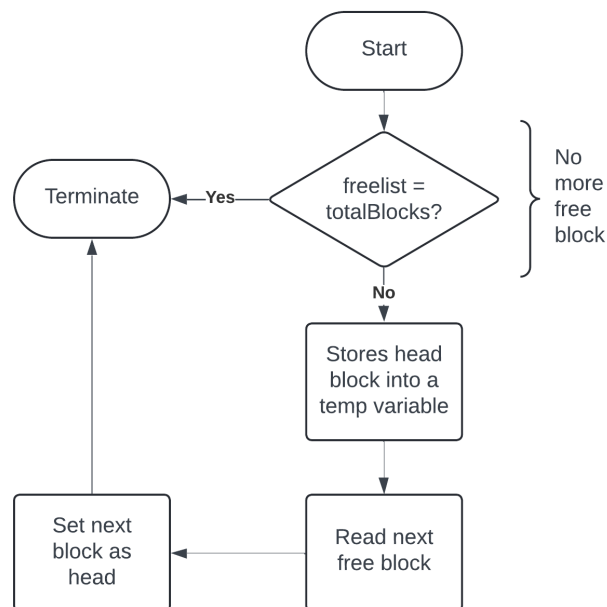 Start
No
more
free
block
freelist =
totalBlocks?
Yes
Terminate
No
Stores head
block into a
temp variable
Set next
block as
head
Read next
free block